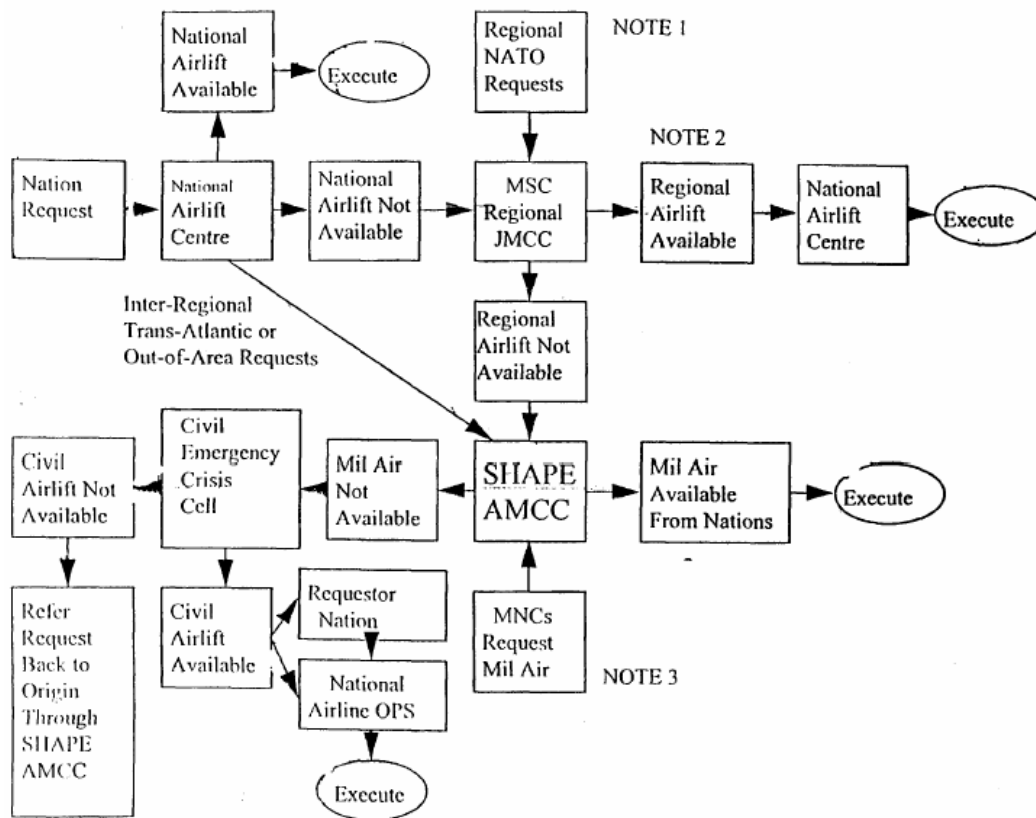 National
Airlift
Available
Execute
Regional
NATO
Requests
NOTE 1
Nation
Request
National
Airlift
Centre
National
Airlift Not
Available
MSC
Regional
JMCC
NOTE 2
Regional
Airlift
Available
National
Airlift
Centre
Execute
Inter-Regional
Trans-Atlantic or
Out-of-Area Requests
Regional
Airlift Not
Available
Civil
Airlift Not
Available
Civil
Emergency
Crisis
Cell
Mil Air
Not
Available
SHAPE
AMCC
Mil Air
Available
From Nations
Execute
Refer
Request
Back to
Origin
Through
SHAPE
AMCC
Civil
Airlift
Available
Requestor
Nation
National
Airline OPS
Execute
MNCs
Request
Mil Air
NOTE 3